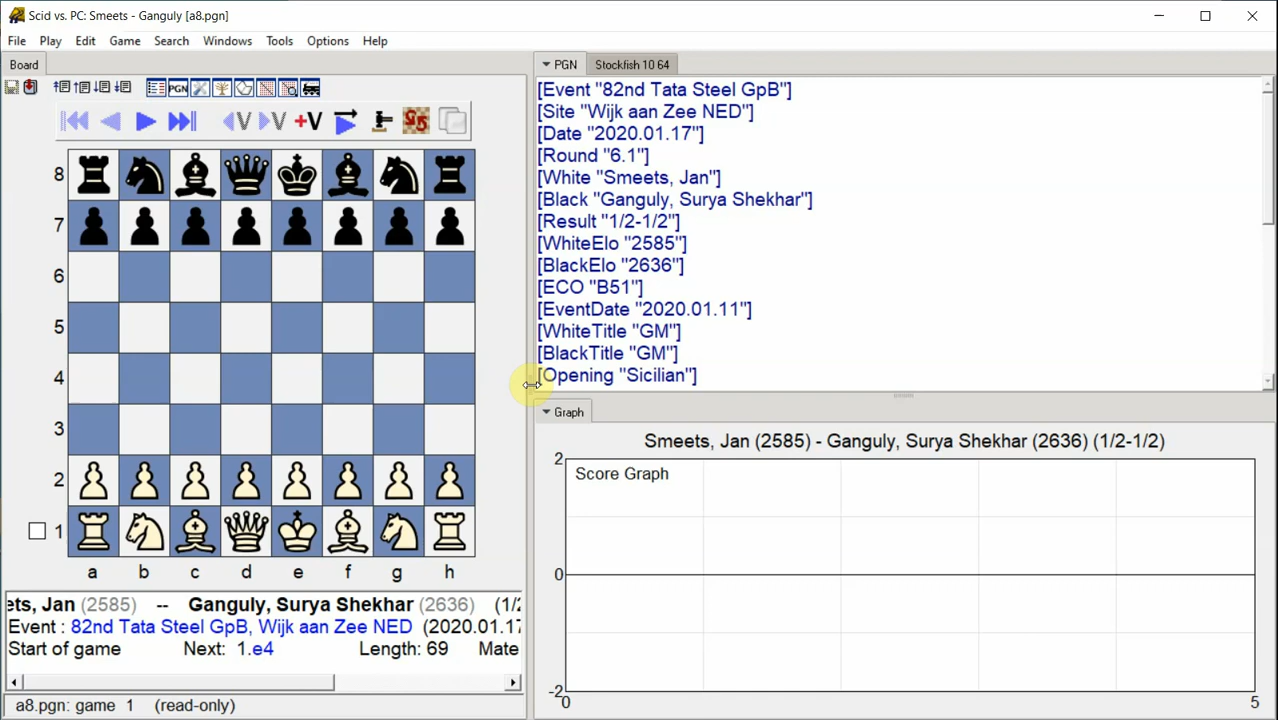 Scid vs. PC: Smeets - Ganguly [a8.pgn]
File Play Edit Game Search Windows Tools Options Help
Board
PGN Stockfish 10 64
PGN
V V +V
8
7
6
5
4
3
2
1
a b c d e f g h
ets, Jan (2585) -- Ganguly, Surya Shekhar (2636) (1/2
Event : 82nd Tata Steel GpB, Wijk aan Zee NED (2020.01.17
Start of game Next: 1.e4 Length: 69 Mate
a8.pgn: game 1 (read-only)
[Event "82nd Tata Steel GpB"]
[Site "Wijk aan Zee NED"]
[Date "2020.01.17"]
[Round "6.1"]
[White "Smeets, Jan"]
[Black "Ganguly, Surya Shekhar"]
[Result "1/2-1/2"]
[WhiteElo "2585"]
[BlackElo "2636"]
[ECO "B51"]
[EventDate "2020.01.11"]
[WhiteTitle "GM"]
[BlackTitle "GM"]
[Opening "Sicilian"]
Graph
Smeets, Jan (2585) - Ganguly, Surya Shekhar (2636) (1/2-1/2)
2
Score Graph
0
-2
0 5